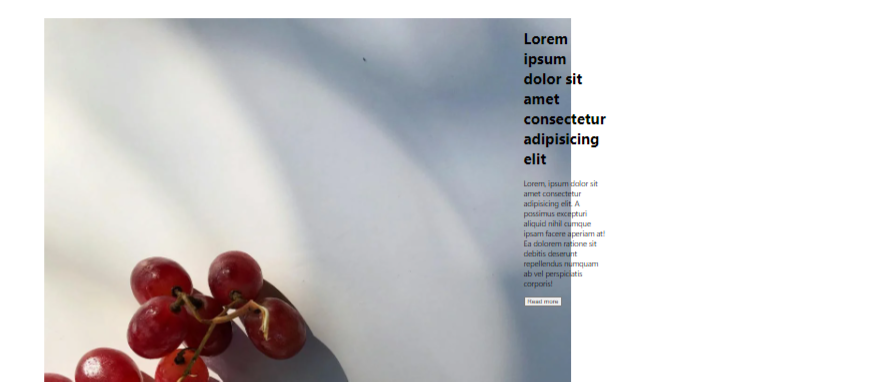 Lorem
ipsum
dolor sit
amet
consectetur
adipisicing
elit
Lorem, ipsum dolor sit
amet consectetur
adipisicing elit. A
possimus excepturi
aliquid nihil cumque
ipsam facere aperiam at!
Ea dolorem ratione sit
debitis deserunt
repellendus numquam
ab vel perspiciatis
corporis!
Read more